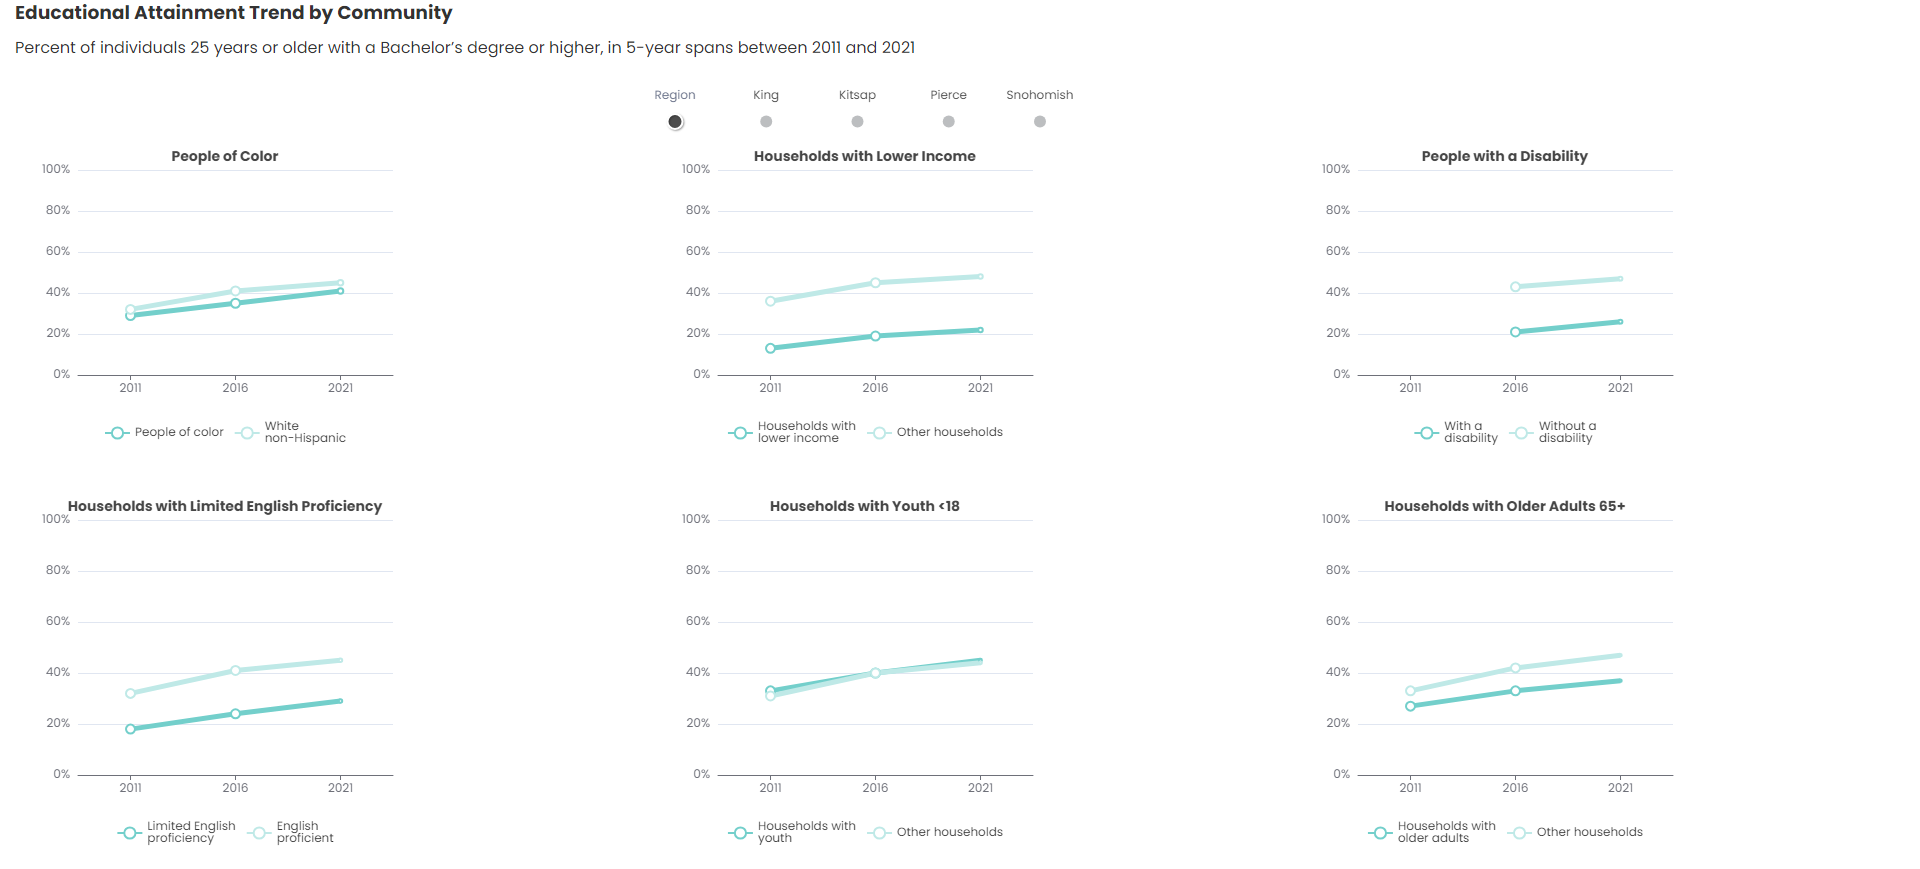 Educational Attainment Trend by Community
Percent of individuals 25 years or older with a Bachelor's degree or higher, in 5-year spans between 2011 and 2021
Region King Kitsap Pierce Snohomish
People of Color
100%
80%
60%
40%
20%
0%
2011 2016 2021
People of color
White
non-Hispanic
Households with Lower Income
100%
80%
60%
40%
20%
0%
2011 2016 2021
Households with
lower income
Other households
People with a Disability
100%
80%
60%
40%
20%
0%
2011 2016 2021
With a
disability
Without a
disability
Households with Limited English Proficiency
100%
80%
60%
40%
20%
0%
2011 2016 2021
Limited English
proficiency
English
proficient
Households with Youth <18
100%
80%
60%
40%
20%
0%
2011 2016 2021
Households with
youth
Other households
Households with Older Adults 65+
100%
80%
60%
40%
20%
0%
2011 2016 2021
Households with
older adults
Other households